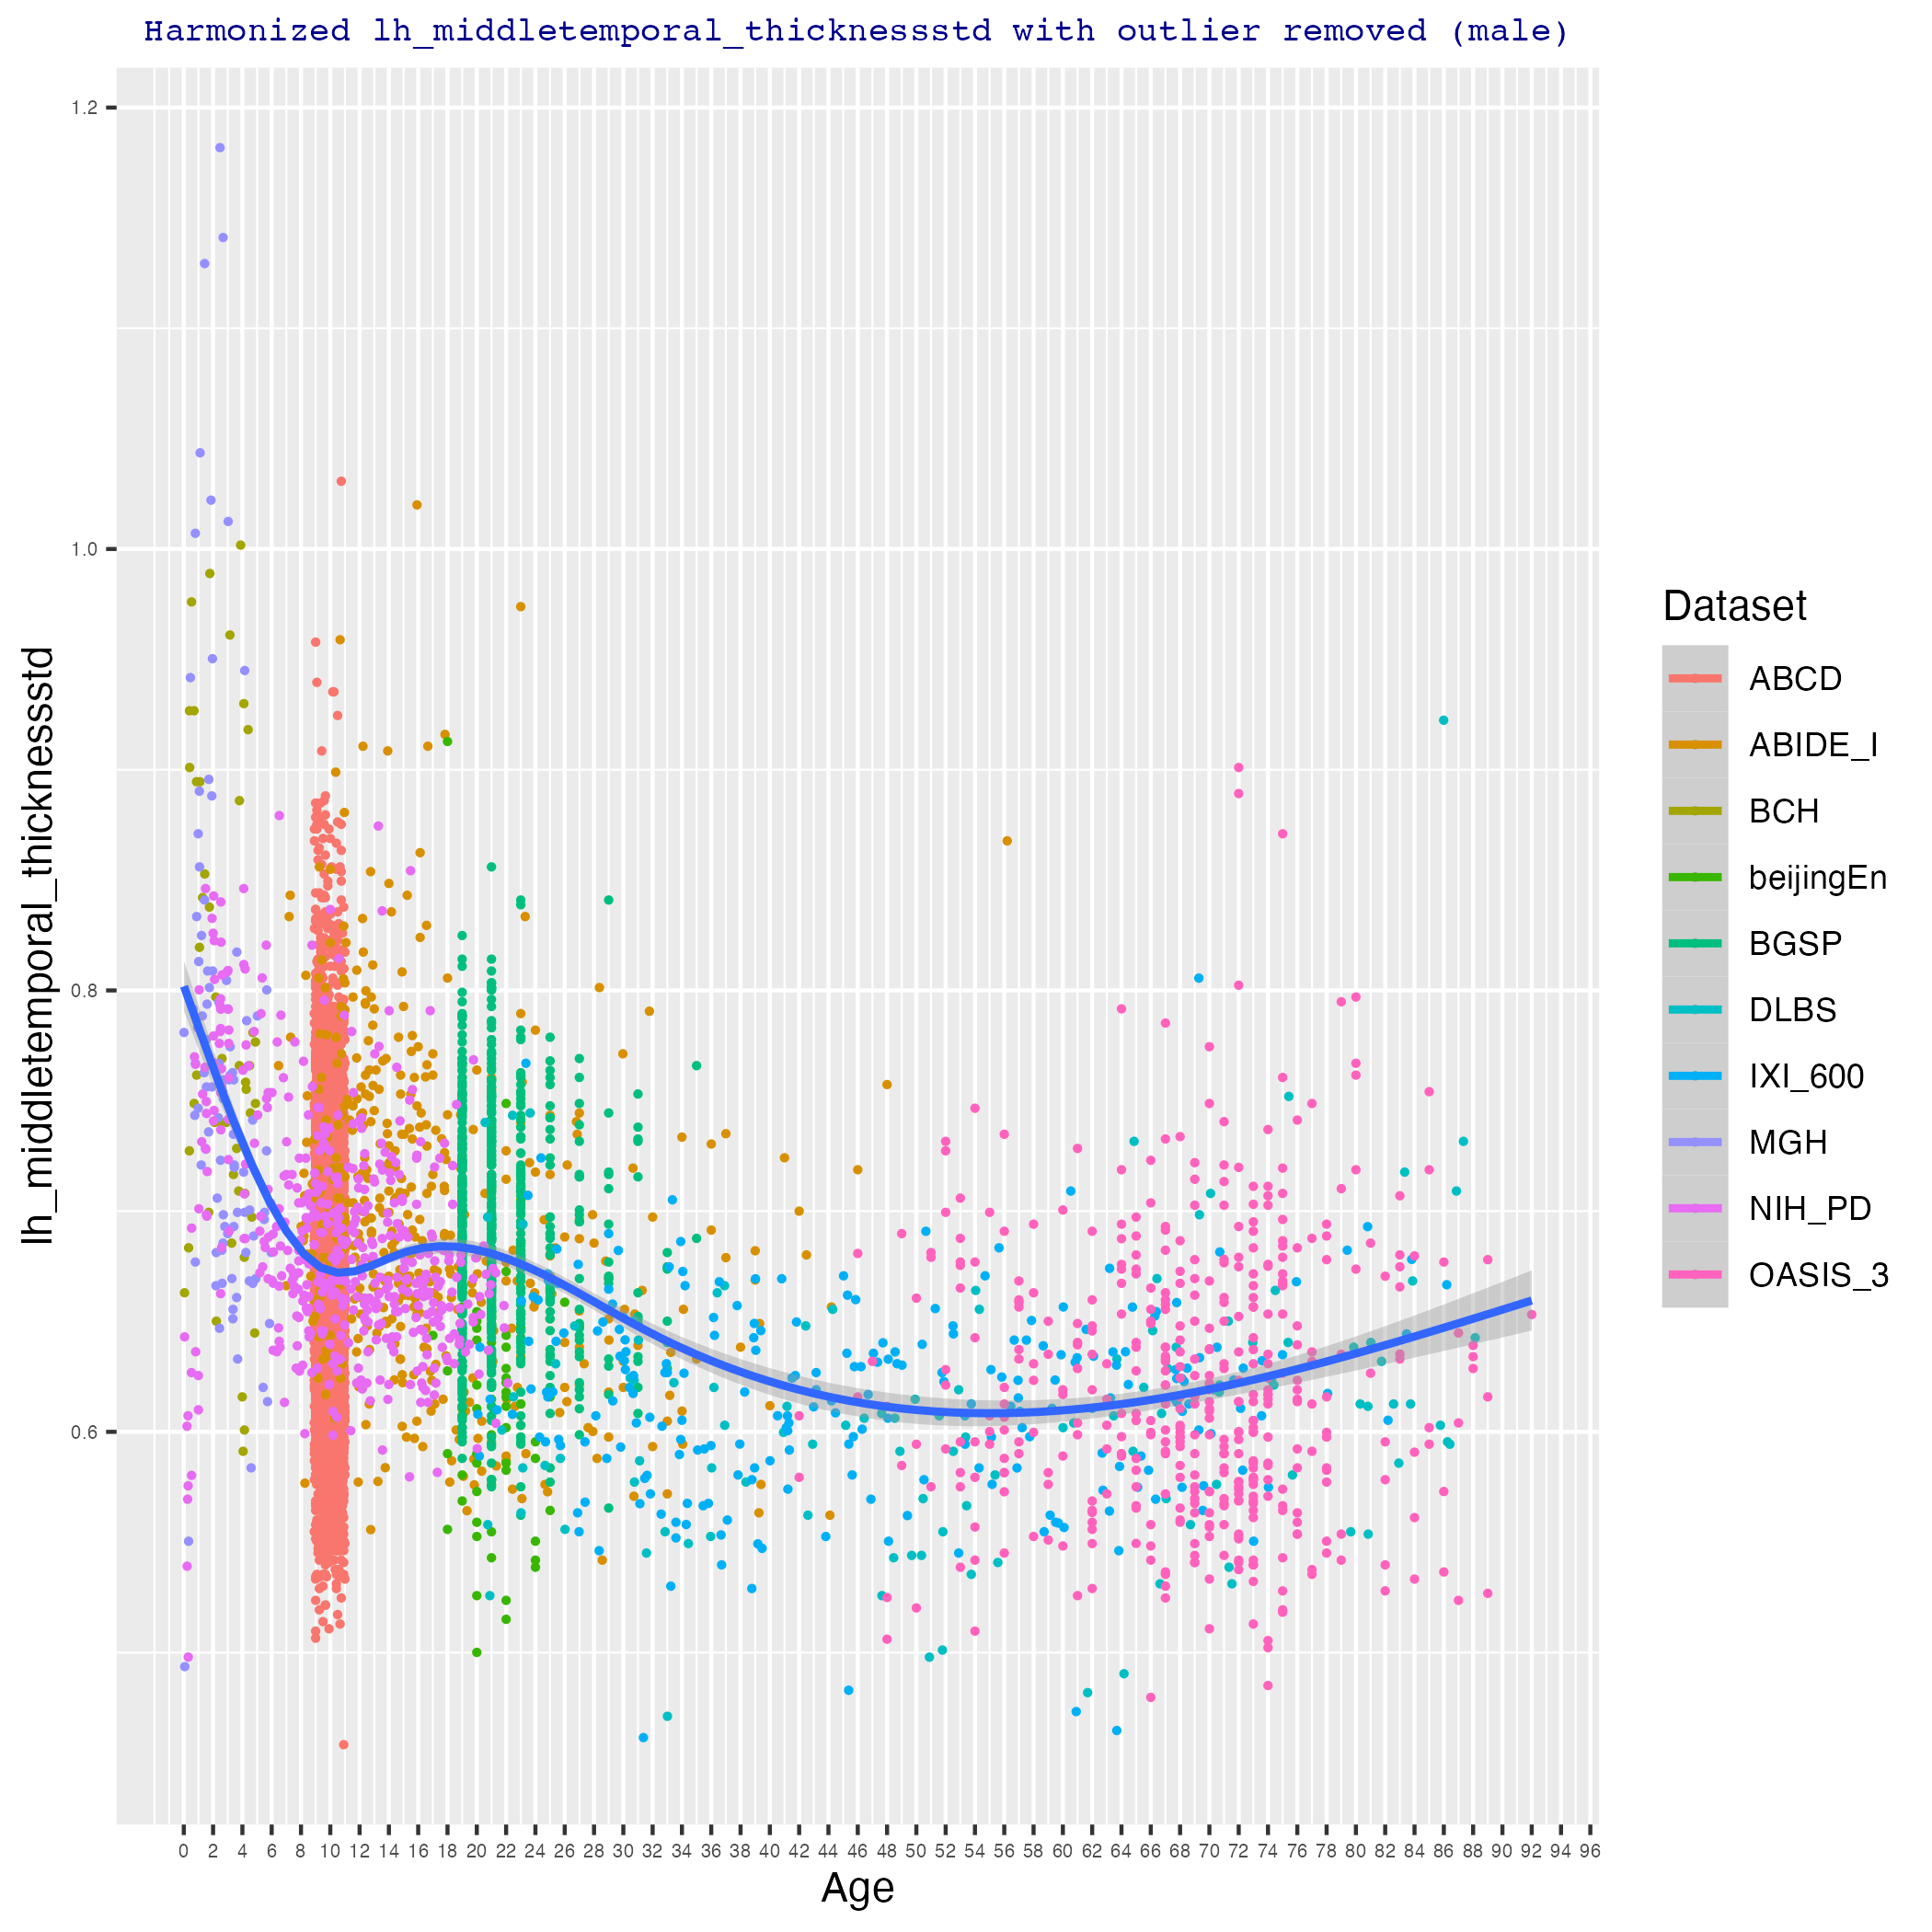 Harmonized lh_middletemporal_thicknessstd with outlier removed (male)
lh_middletemporal_thicknessstd
1.2
1.0
0.8
0.6
0 2 4 6 8 10 12 14 16 18 20 22 24 26 28 30 32 34 36 38 40 42 44 46 48 50 52 54 56 58 60 62 64 66 68 70 72 74 76 78 80 82 84 86 88 90 92 94 96
Age
Dataset
ABCD
ABIDE_I
BCH
beijingEn
BGSP
DLBS
IXI_600
MGH
NIH_PD
OASIS_3